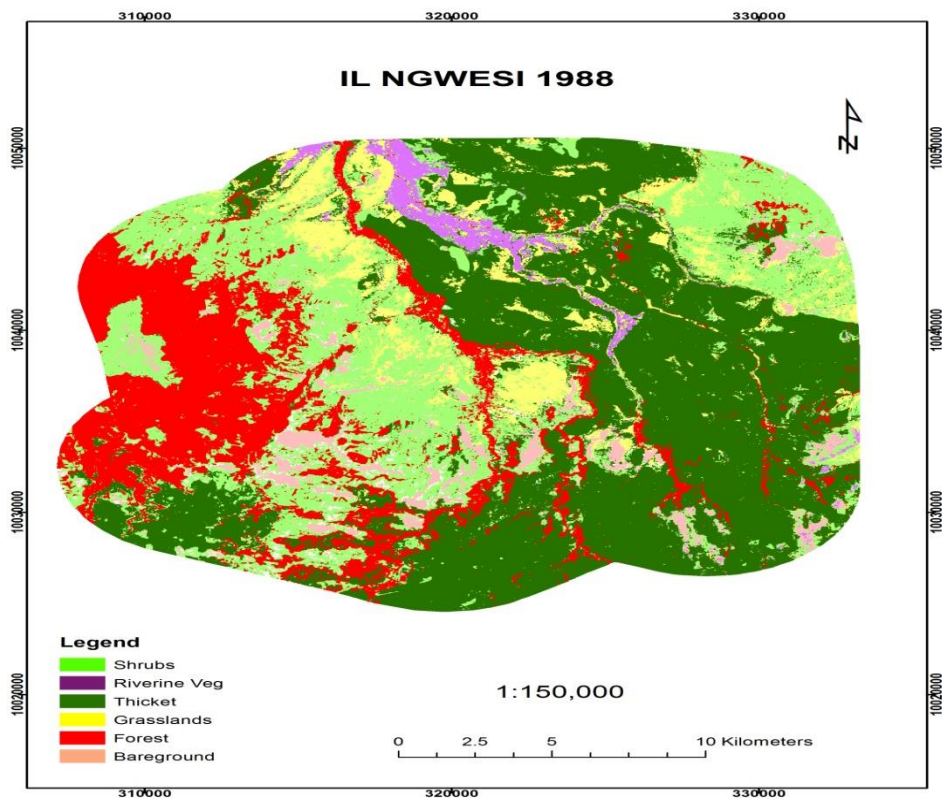 310000 320000 330000
IL NGWESI 1988
N
10050000 10050000
10040000 10040000
10030000 10030000
10020000 10020000
Legend
Shrubs
Riverine Veg
Thicket
Grasslands
Forest
Bareground
1:150,000
0 2.5 5 10 Kilometers
310000 320000 330000